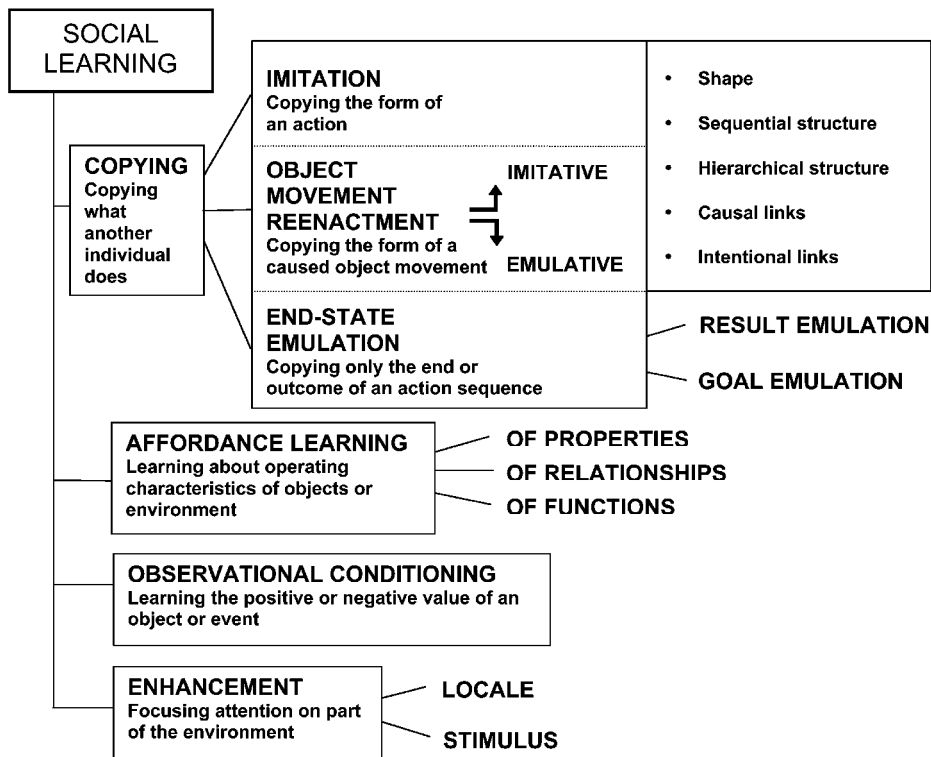 SOCIAL
LEARNING
COPYING
Copying
what
another
individual
does
IMITATION
Copying the form of
an action
OBJECT
MOVEMENT
REENACTMENT
Copying the form of a
caused object movement
IMITATIVE
EMULATIVE
• Shape
• Sequential structure
• Hierarchical structure
• Causal links
• Intentional links
END-STATE
EMULATION
Copying only the end or
outcome of an action sequence
RESULT EMULATION
GOAL EMULATION
AFFORDANCE LEARNING
Learning about operating
characteristics of objects or
environment
OF PROPERTIES
OF RELATIONSHIPS
OF FUNCTIONS
OBSERVATIONAL CONDITIONING
Learning the positive or negative value of an
object or event
ENHANCEMENT
Focusing attention on part
of the environment
LOCALE
STIMULUS